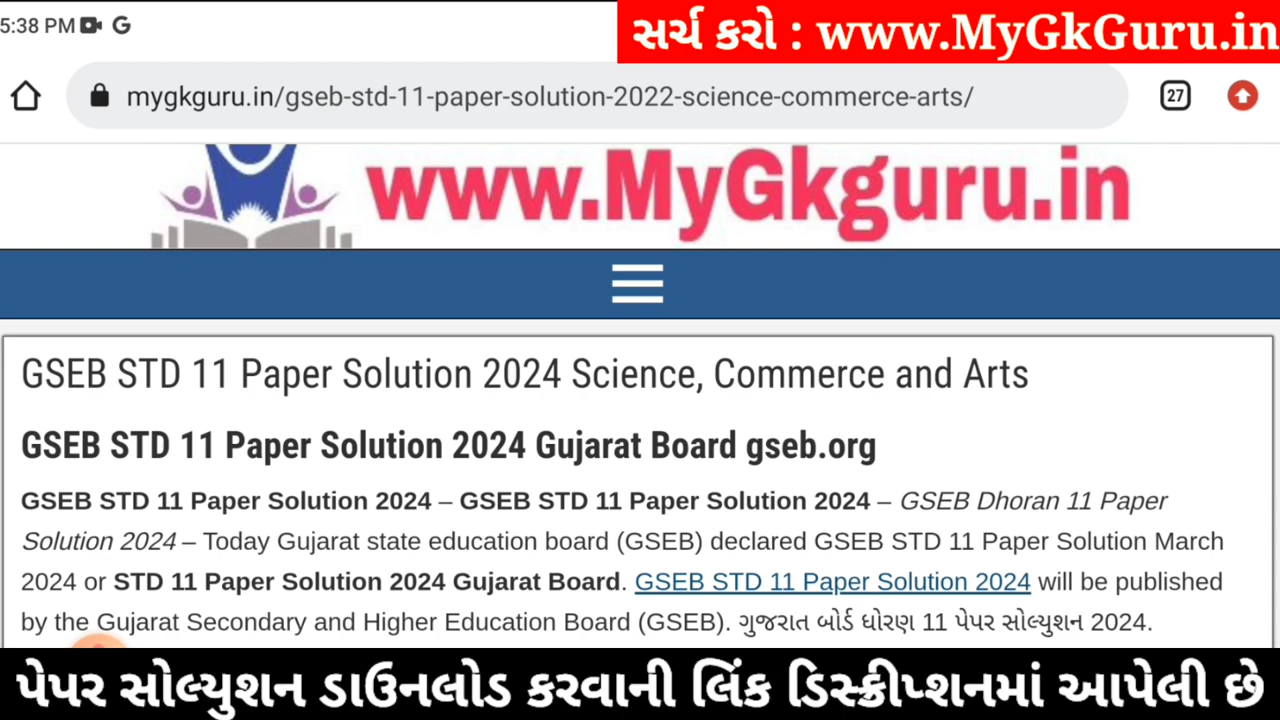 5:38 PM
સર્ચ કરો : www.MyGkGuru.in
mygkguru.in/gseb-std-11-paper-solution-2022-science-commerce-arts/
27
www.MyGkguru.in
GSEB STD 11 Paper Solution 2024 Science, Commerce and Arts
GSEB STD 11 Paper Solution 2024 Gujarat Board gseb.org
GSEB STD 11 Paper Solution 2024 – GSEB STD 11 Paper Solution 2024 – GSEB Dhoran 11 Paper
Solution 2024 – Today Gujarat state education board (GSEB) declared GSEB STD 11 Paper Solution March
2024 or STD 11 Paper Solution 2024 Gujarat Board. GSEB STD 11 Paper Solution 2024 will be published
by the Gujarat Secondary and Higher Education Board (GSEB). ગુજરાત બોર્ડ ધોરણ 11 પેપર સોલ્યુશન 2024.
પેપર સોલ્યુશન ડાઉનલોડ કરવાની લિંક ડિસ્ક્રીપ્શનમાં આપેલી છે